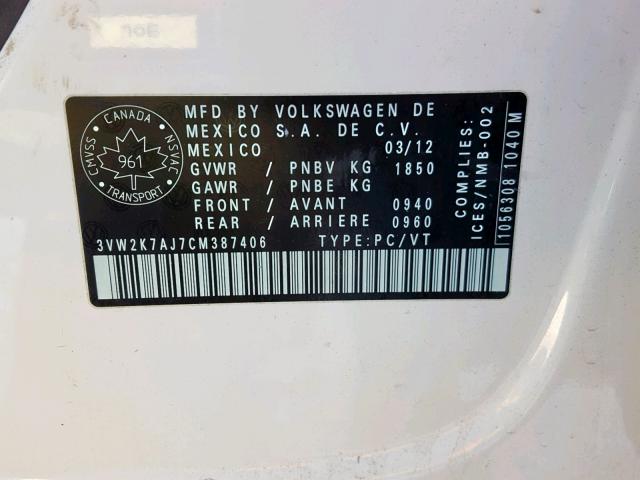 MFD BY VOLKSWAGEN DE
MEXICO S.A. DE C.V.
MEXICO 03/12
GVWR / PNBV KG 1850
GAWR / PNBE KG
FRONT / AVANT 0940
REAR / ARRIERE 0960
3VW2K7AJ7CM387406 TYPE:PC/VT
CANADA
CMVSS
NSVAC
961
TRANSPORT
COMPLIES:
ICES/NMB-002
1056308 1040 M